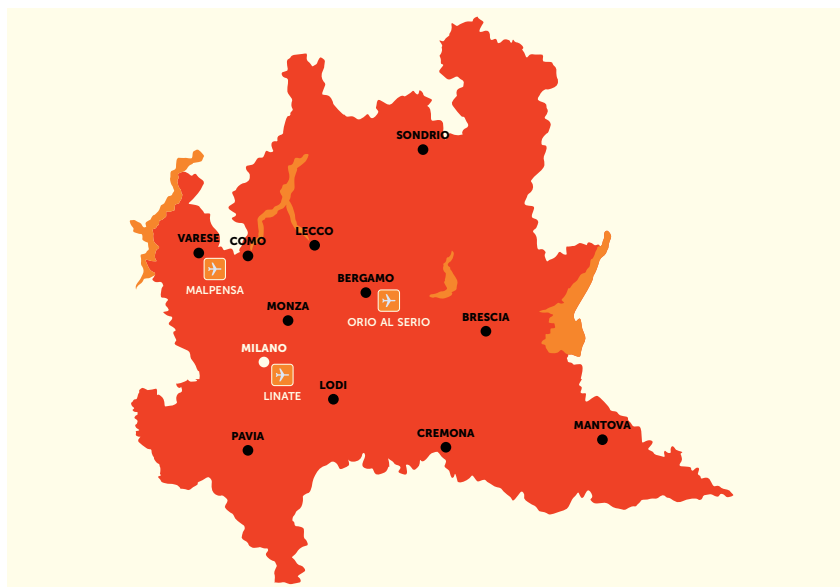 SONDRIO
VARESE
COMO
LECCO
MALPENSA
BERGAMO
ORIO AL SERIO
MONZA
BRESCIA
MILANO
LINATE
LODI
PAVIA
CREMONA
MANTOVA